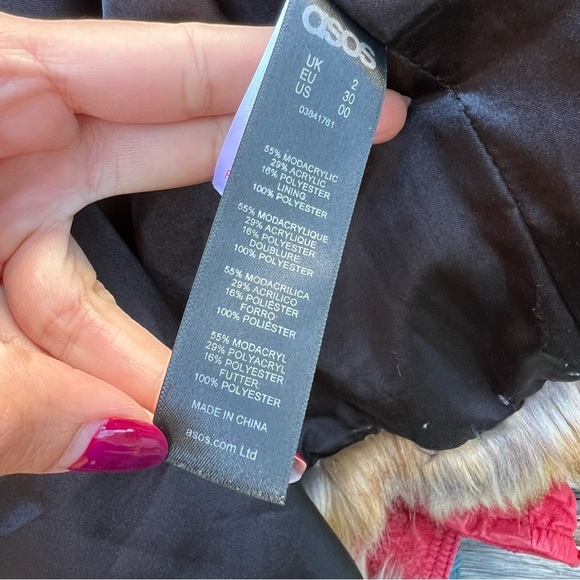 asos
UK 2
EU 30
US 00
03841781
55% MODACRYLIC
29% ACRYLIC
16% POLYESTER
LINING:
100% POLYESTER
55% MODACRYLIQUE
29% ACRYLIQUE
16% POLYESTER
DOUBLURE:
100% POLYESTER
55% MODACRILICA
29% ACRILICO
16% POLIÉSTER
FORRO:
100% POLIÉSTER
55% MODACRYL
29% POLYACRYL
16% POLYESTER
FUTTER:
100% POLYESTER
MADE IN CHINA
asos.com Ltd